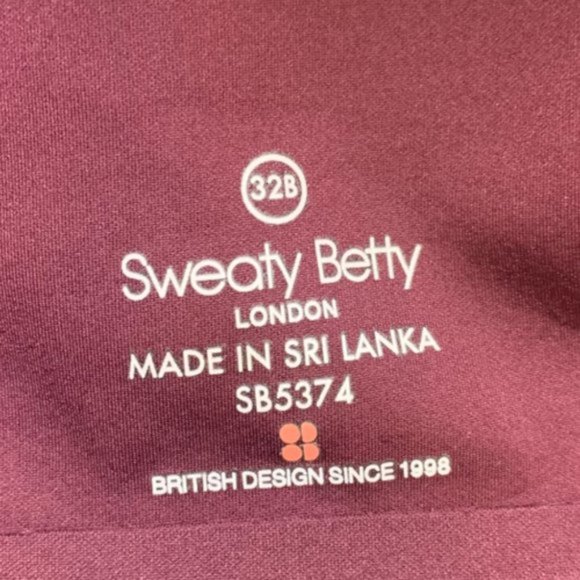 32B
Sweaty Betty
LONDON
MADE IN SRI LANKA
SB5374
BRITISH DESIGN SINCE 1998